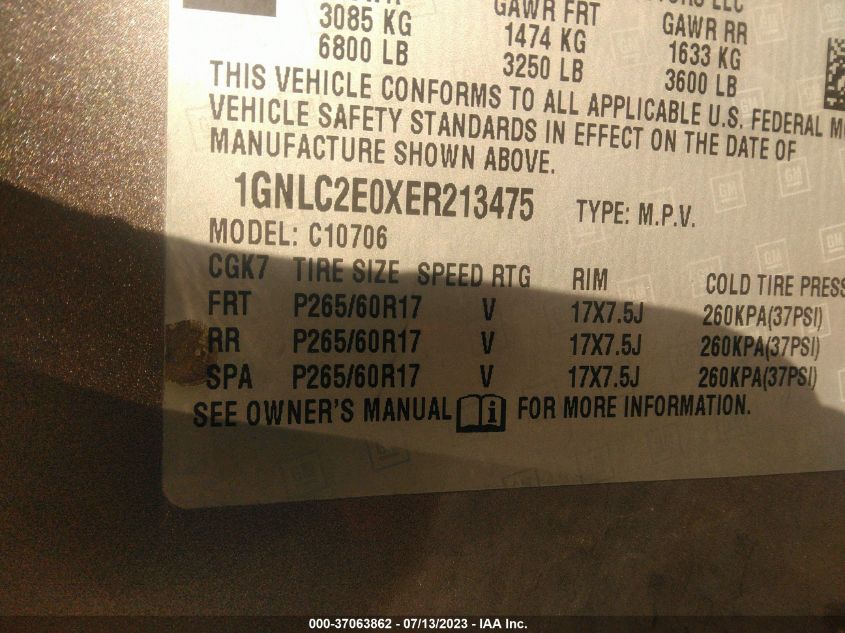 3085 KG GAWR FRT GAWR RR
6800 LB 1474 KG 1633 KG
3250 LB 3600 LB
THIS VEHICLE CONFORMS TO ALL APPLICABLE U.S. FEDERAL
VEHICLE SAFETY STANDARDS IN EFFECT ON THE DATE OF
MANUFACTURE SHOWN ABOVE.
1GNLC2E0XER213475 TYPE: M.P.V.
MODEL: C10706
CGK7 TIRE SIZE SPEED RTG RIM COLD TIRE PRESS
FRT P265/60R17 V 17X7.5J 260KPA(37PSI)
RR P265/60R17 V 17X7.5J 260KPA(37PSI)
SPA P265/60R17 V 17X7.5J 260KPA(37PSI)
SEE OWNER'S MANUAL i FOR MORE INFORMATION.
000-37063862 - 07/13/2023 - IAA Inc.